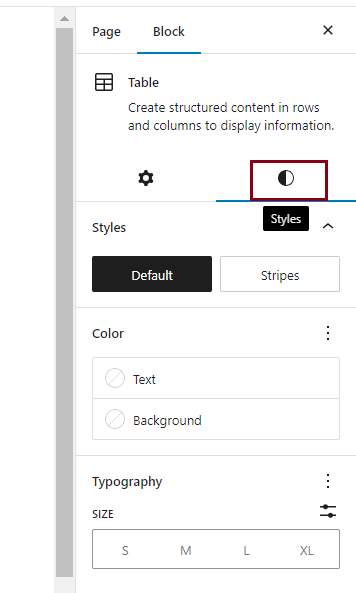 Page Block
Table
Create structured content in rows
and columns to display information.
Styles
Styles
Default Stripes
Color
Text
Background
Typography
SIZE
S M L XL